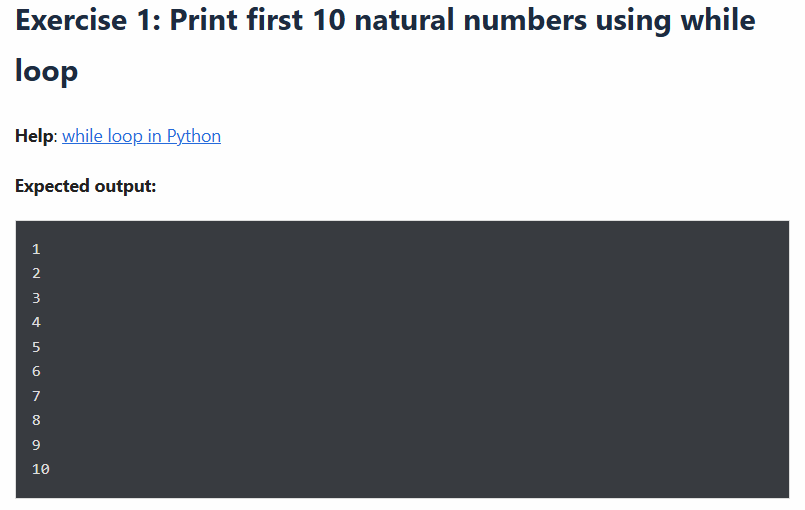 Exercise 1: Print first 10 natural numbers using while
loop
Help: while loop in Python
Expected output:
1
2
3
4
5
6
7
8
9
10